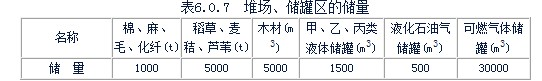 表6.0.7 堆场、储罐区的储量
名称
棉、麻、
毛、化纤(t)
稻草、麦
秸、芦苇(t)
木材(m
3)
甲、乙、丙类
液体储罐(m3)
液化石油气
储罐(m3)
可燃气体储
罐(m3)
储 量 1000 5000 5000 1500 500 30000